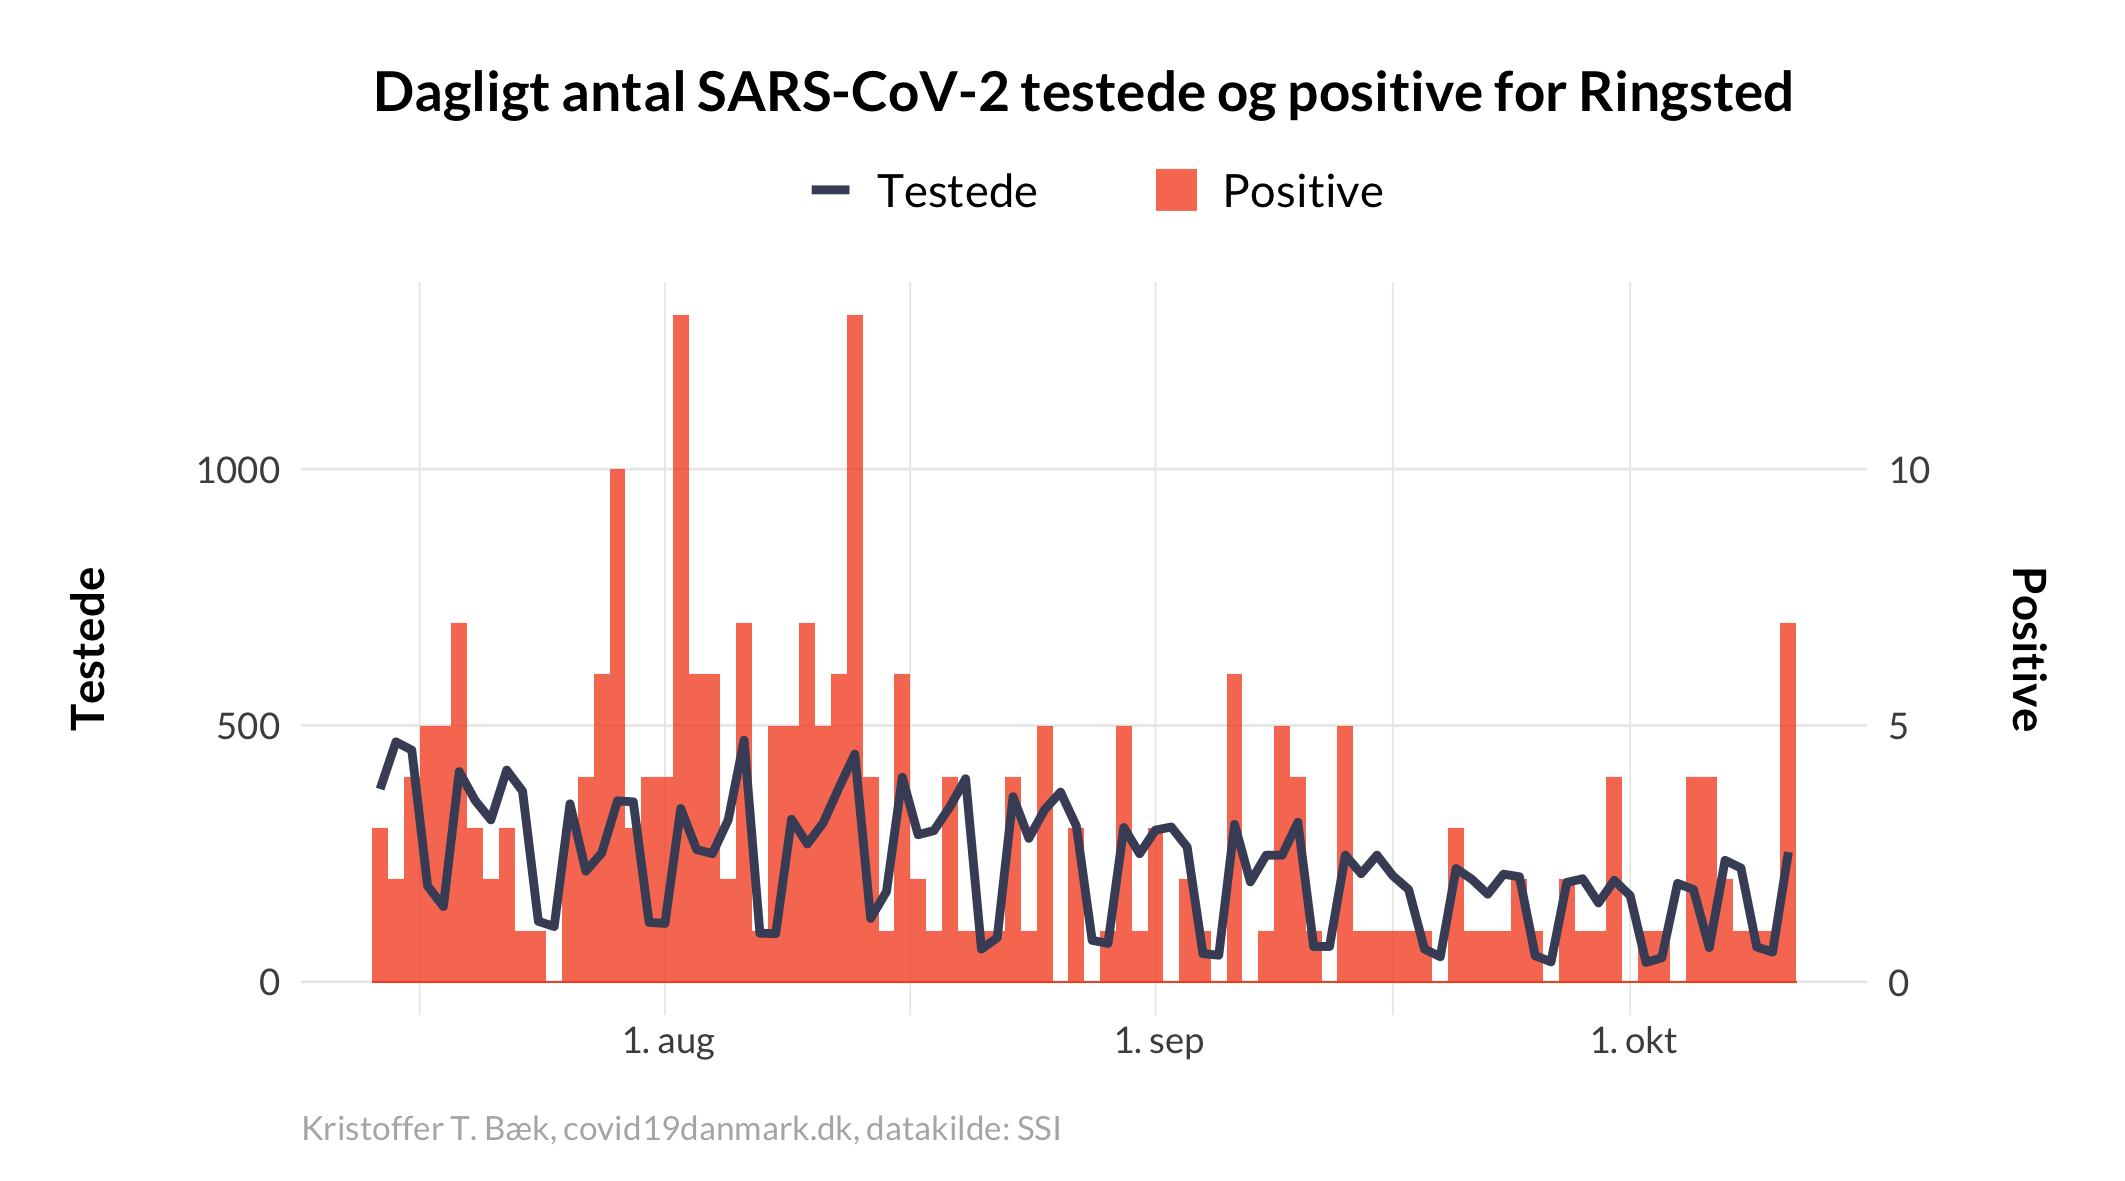 Dagligt antal SARS-CoV-2 testede og positive for Ringsted
Testede
Positive
1000
500
0
10
5
0
Testede
Positive
1. aug
1. sep
1. okt
Kristoffer T. Bæk, covid19danmark.dk, datakilde: SSI